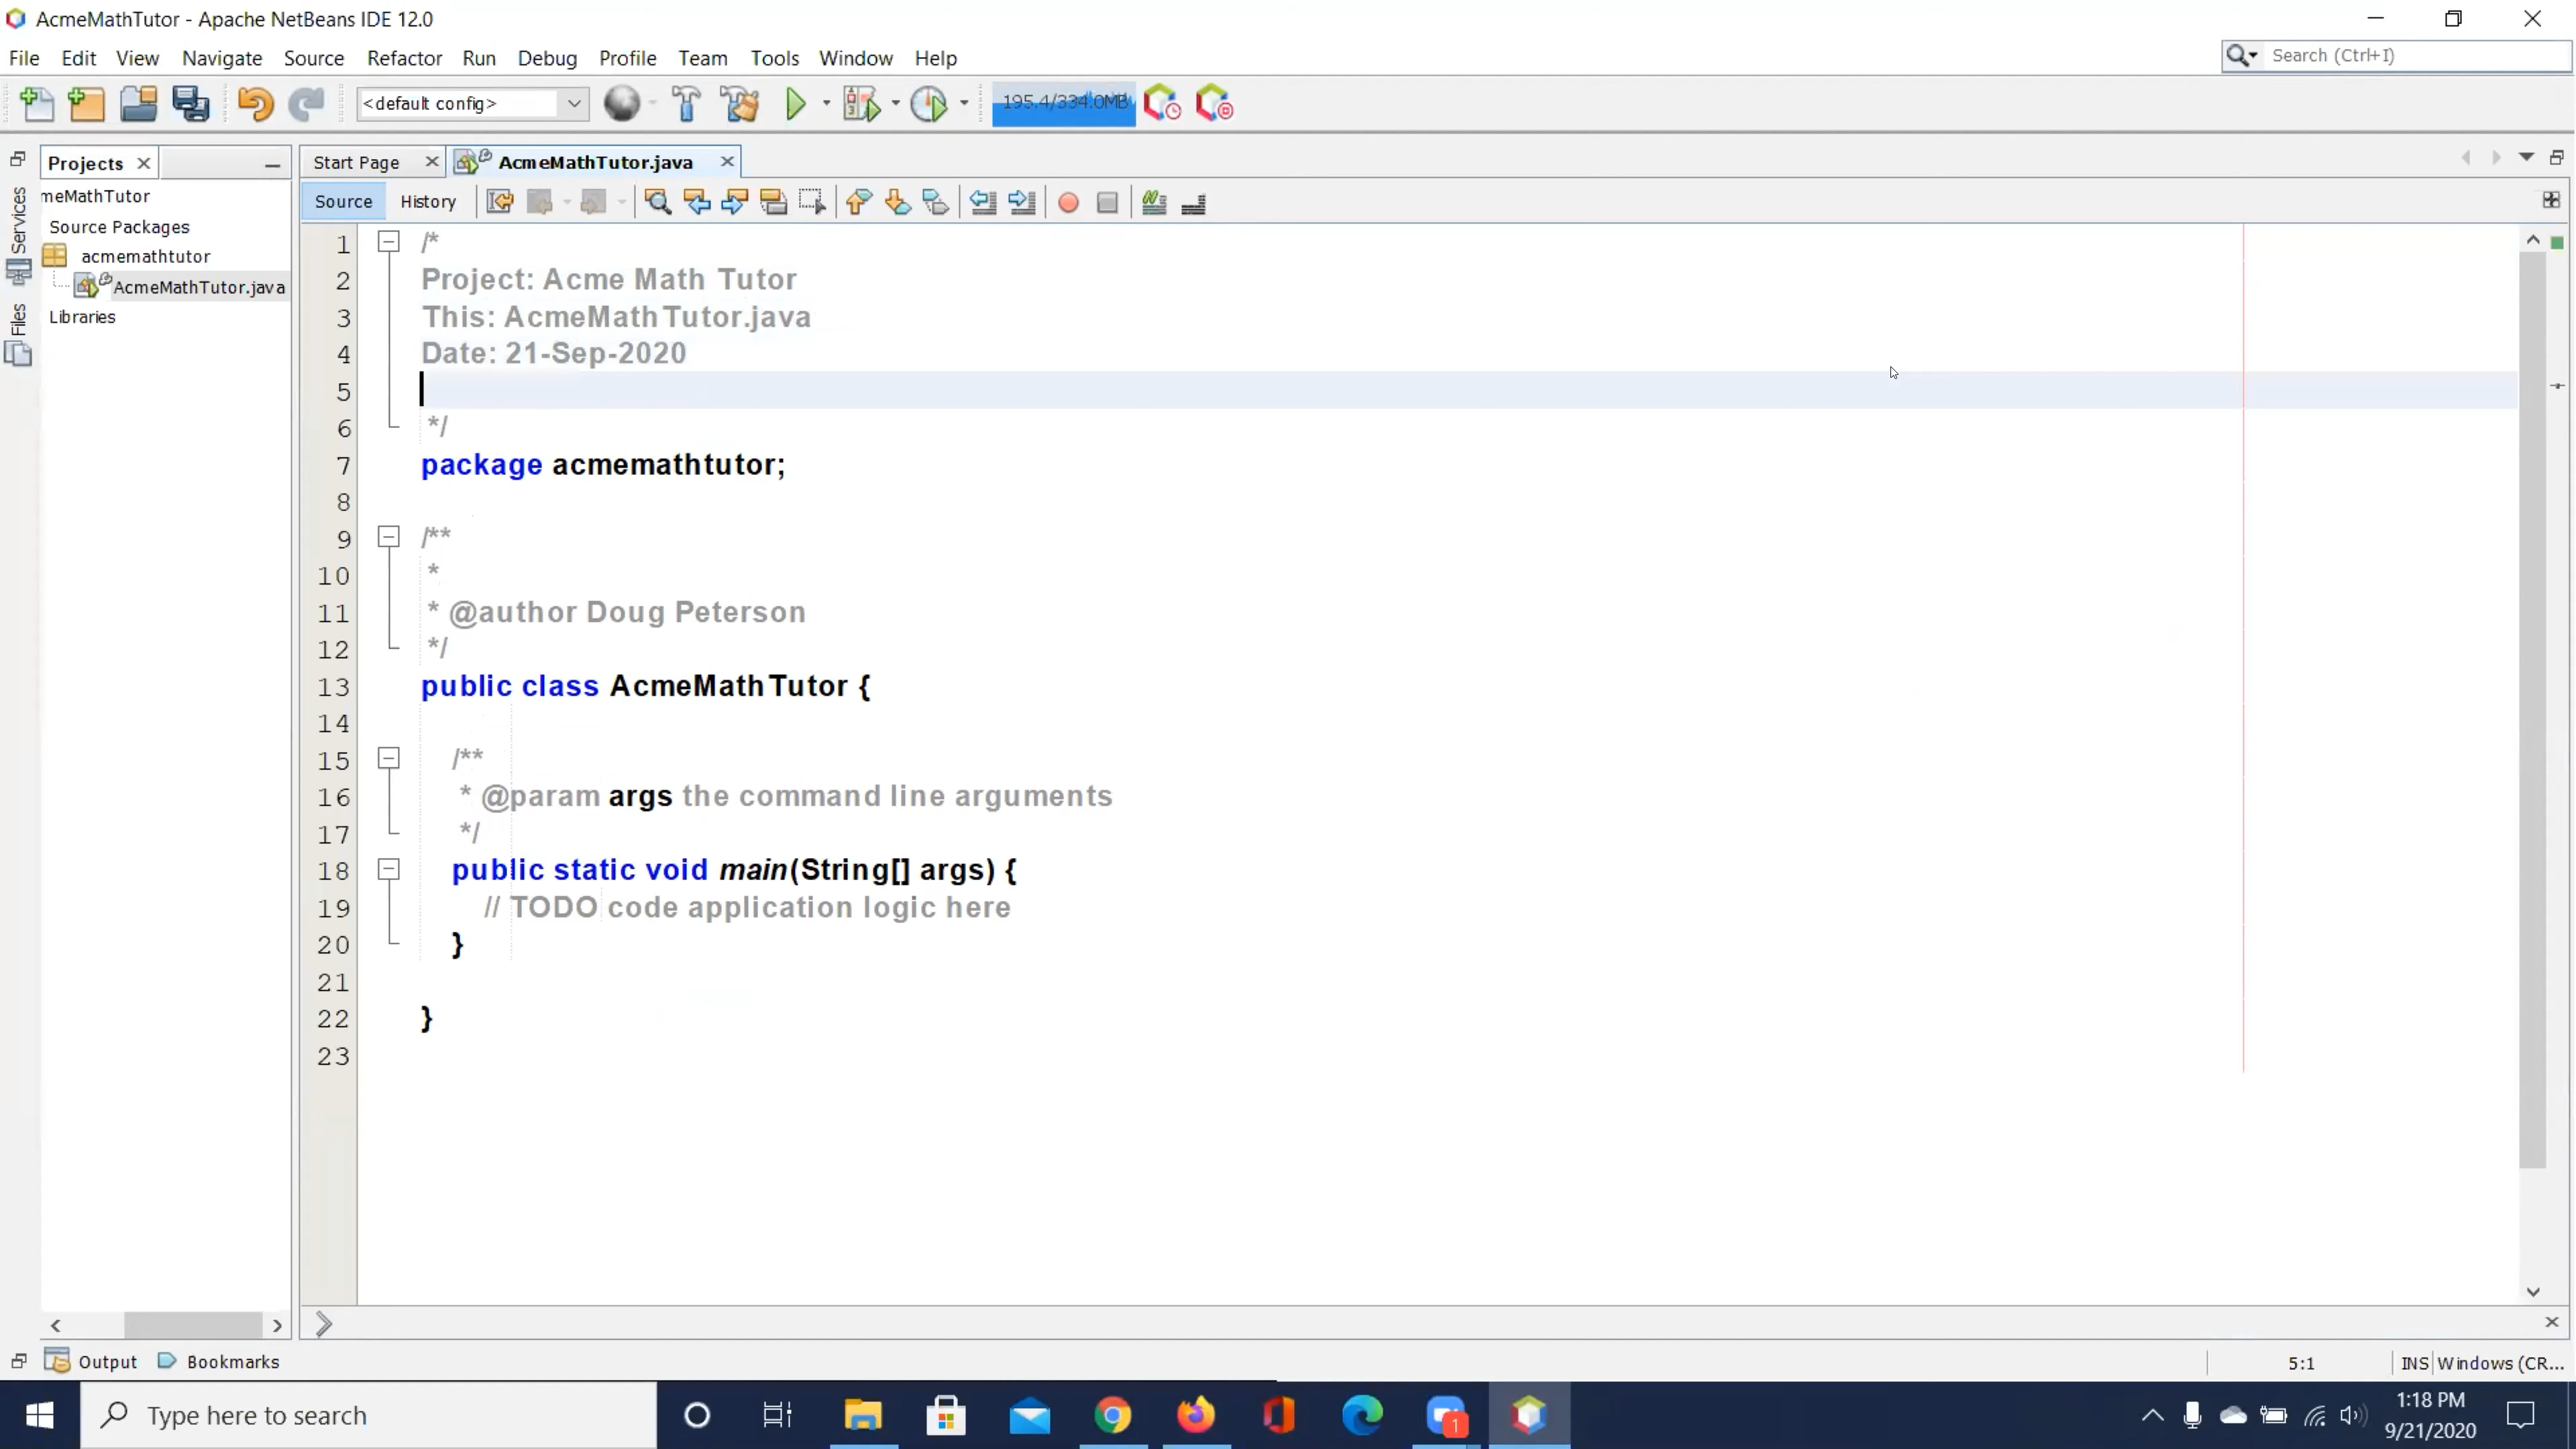 AcmeMathTutor - Apache NetBeans IDE 12.0
File Edit View Navigate Source Refactor Run Debug Profile Team Tools Window Help
Search (Ctrl+I)
<default config>
195.4/334.0MB
Projects
Start Page
AcmeMathTutor.java
Services
Files
meMathTutor
Source Packages
acmemathtutor
AcmeMathTutor.java
Libraries
Source History
1 /*
2 Project: Acme Math Tutor
3 This: AcmeMathTutor.java
4 Date: 21-Sep-2020
5
6 */
7 package acmemathtutor;
8
9 /**
10 *
11 * @author Doug Peterson
12 */
13 public class AcmeMathTutor {
14
15 /**
16 * @param args the command line arguments
17 */
18 public static void main(String[] args) {
19 // TODO code application logic here
20 }
21
22 }
23
Output Bookmarks
5:1
INS
Windows (CR...
Type here to search
1
1:18 PM
9/21/2020